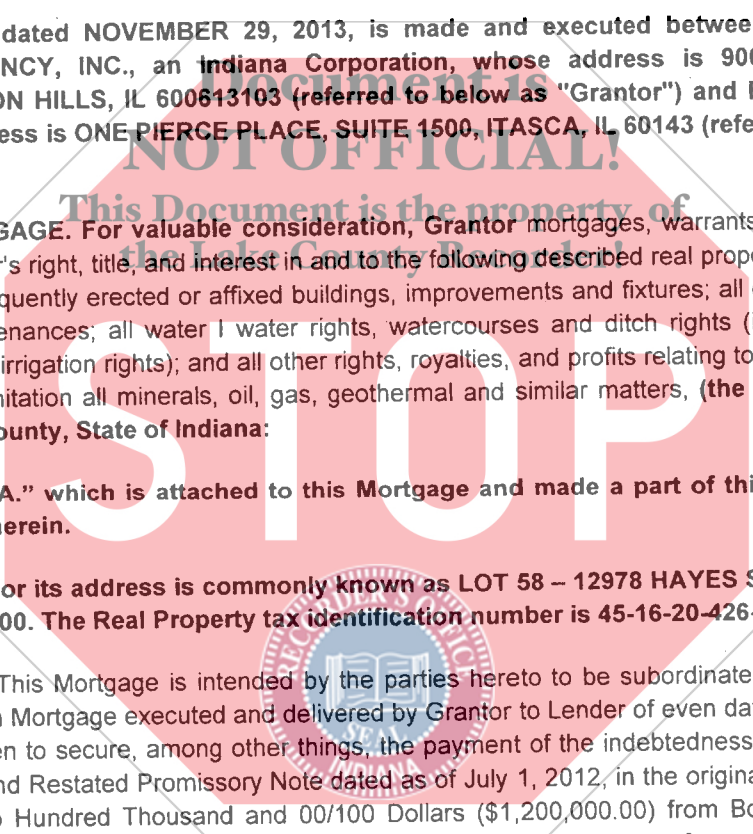 dated NOVEMBER 29, 2013, is made and executed betwee
NCY, INC., an Indiana Corporation, whose address is 900
ON HILLS, IL 600613103 (referred to below as "Grantor") and
ess is ONE PIERCE PLACE, SUITE 1500, ITASCA, IL 60143 (refe
Document is
NOT OFFICIAL!
This Document is the property of
the Lake County Recorder!
GAGE. For valuable consideration, Grantor mortgages, warrants
r's right, title, and interest in and to the following described real prope
quently erected or affixed buildings, improvements and fixtures; all
enances; all water l water rights, watercourses and ditch rights (
irrigation rights); and all other rights, royalties, and profits relating to
nitation all minerals, oil, gas, geothermal and similar matters, (the
ounty, State of Indiana:
STOP
A." which is attached to this Mortgage and made a part of thi
herein.
or its address is commonly known as LOT 58 – 12978 HAYES S
00. The Real Property tax identification number is 45-16-20-426-
This Mortgage is intended by the parties hereto to be subordinate
n Mortgage executed and delivered by Grantor to Lender of even da
en to secure, among other things, the payment of the indebtedness
nd Restated Promissory Note dated as of July 1, 2012, in the origina
o Hundred Thousand and 00/100 Dollars ($1,200,000.00) from Bo
RECORDER'S OFFICE
SEAL
INDIANA